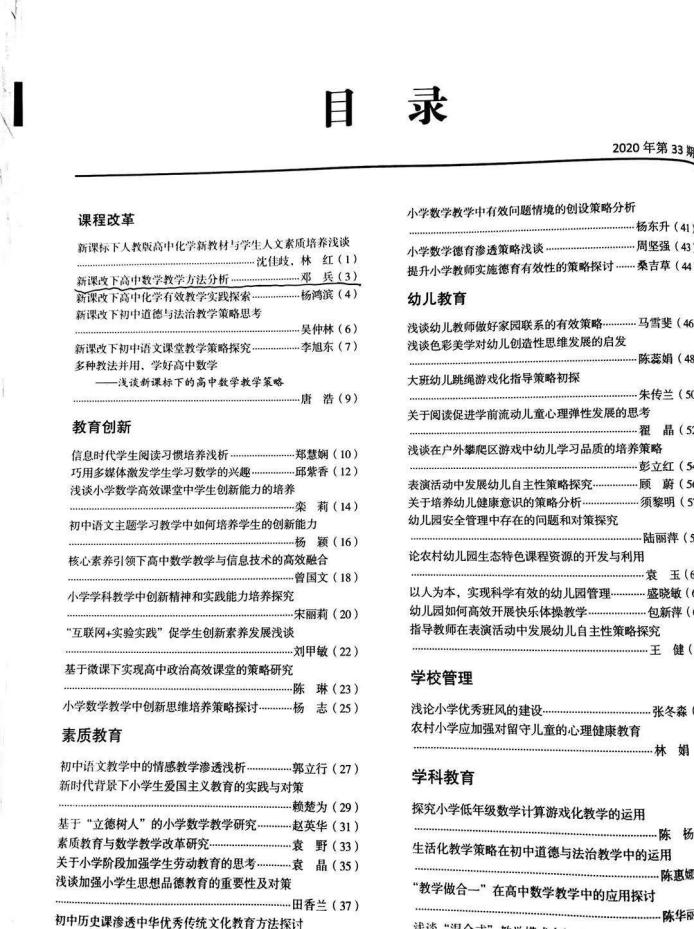 目 录
2020 年第 33 期
课程改革
新课标下人教版高中化学新教材与学生人文素质培养浅谈
沈佳歧, 林 红 ( 1 )
新课改下高中数学教学方法分析 邓 兵 ( 3 )
新课改下高中化学有效教学实践探索 杨鸿滨 ( 4 )
新课改下初中道德与法治教学策略思考
吴仲林 ( 6 )
新课改下初中语文课堂教学策略探究 李旭东 ( 7 )
多种教法并用, 学好高中数学
——浅谈新课标下的高中数学教学策略
唐 浩 ( 9 )
教育创新
信息时代学生阅读习惯培养浅析 郑慧娴 ( 10 )
巧用多媒体激发学生学习数学的兴趣 邱紫香 ( 12 )
浅谈小学数学高效课堂中学生创新能力的培养
栾 莉 ( 14 )
初中语文主题学习教学中如何培养学生的创新能力
杨 颖 ( 16 )
核心素养引领下高中数学教学与信息技术的高效融合
曾国文 ( 18 )
小学学科教学中创新精神和实践能力培养探究
宋丽莉 ( 20 )
“互联网+实验实践”促学生创新素养发展浅谈
刘甲敏 ( 22 )
基于微课下实现高中政治高效课堂的策略研究
陈 琳 ( 23 )
小学数学教学中创新思维培养策略探讨 杨 志 ( 25 )
素质教育
初中语文教学中的情感教学渗透浅析 郭立行 ( 27 )
新时代背景下小学生爱国主义教育的实践与对策
赖楚为 ( 29 )
基于“立德树人”的小学数学教学研究 赵英华 ( 31 )
素质教育与数学教学改革研究 袁 野 ( 33 )
关于小学阶段加强学生劳动教育的思考 袁 晶 ( 35 )
浅谈加强小学生思想品德教育的重要性及对策
田香兰 ( 37 )
初中历史课渗透中华优秀传统文化教育方法探讨
小学数学教学中有效问题情境的创设策略分析
杨东升 ( 41 )
小学数学德育渗透策略浅谈 周坚强 ( 43
提升小学教师实施德育有效性的策略探讨 桑吉草 ( 44
幼儿教育
浅谈幼儿教师做好家园联系的有效策略 马雪斐 ( 46
浅谈色彩美学对幼儿创造性思维发展的启发
陈蕊娟 ( 48
大班幼儿跳绳游戏化指导策略初探
朱传兰 ( 50
关于阅读促进学前流动儿童心理弹性发展的思考
翟 晶 ( 52
浅谈在户外攀爬区游戏中幼儿学习品质的培养策略
彭立红 ( 54
表演活动中发展幼儿自主性策略探究 顾 蔚 ( 56
关于培养幼儿健康意识的策略分析 须黎明 ( 5
幼儿园安全管理中存在的问题和对策探究
陆丽萍 ( 5
论农村幼儿园生态特色课程资源的开发与利用
袁 玉 ( 6
以人为本, 实现科学有效的幼儿园管理 盛晓敏 ( 6
幼儿园如何高效开展快乐体操教学 包新萍 (
指导教师在表演活动中发展幼儿自主性策略探究
王 健 (
学校管理
浅论小学优秀班风的建设 张冬淼
农村小学应加强对留守儿童的心理健康教育
林 娟
学科教育
探究小学低年级数学计算游戏化教学的运用
陈 杨
生活化教学策略在初中道德与法治教学中的运用
陈惠娜
“教学做合一”在高中数学教学中的应用探讨
陈华丽